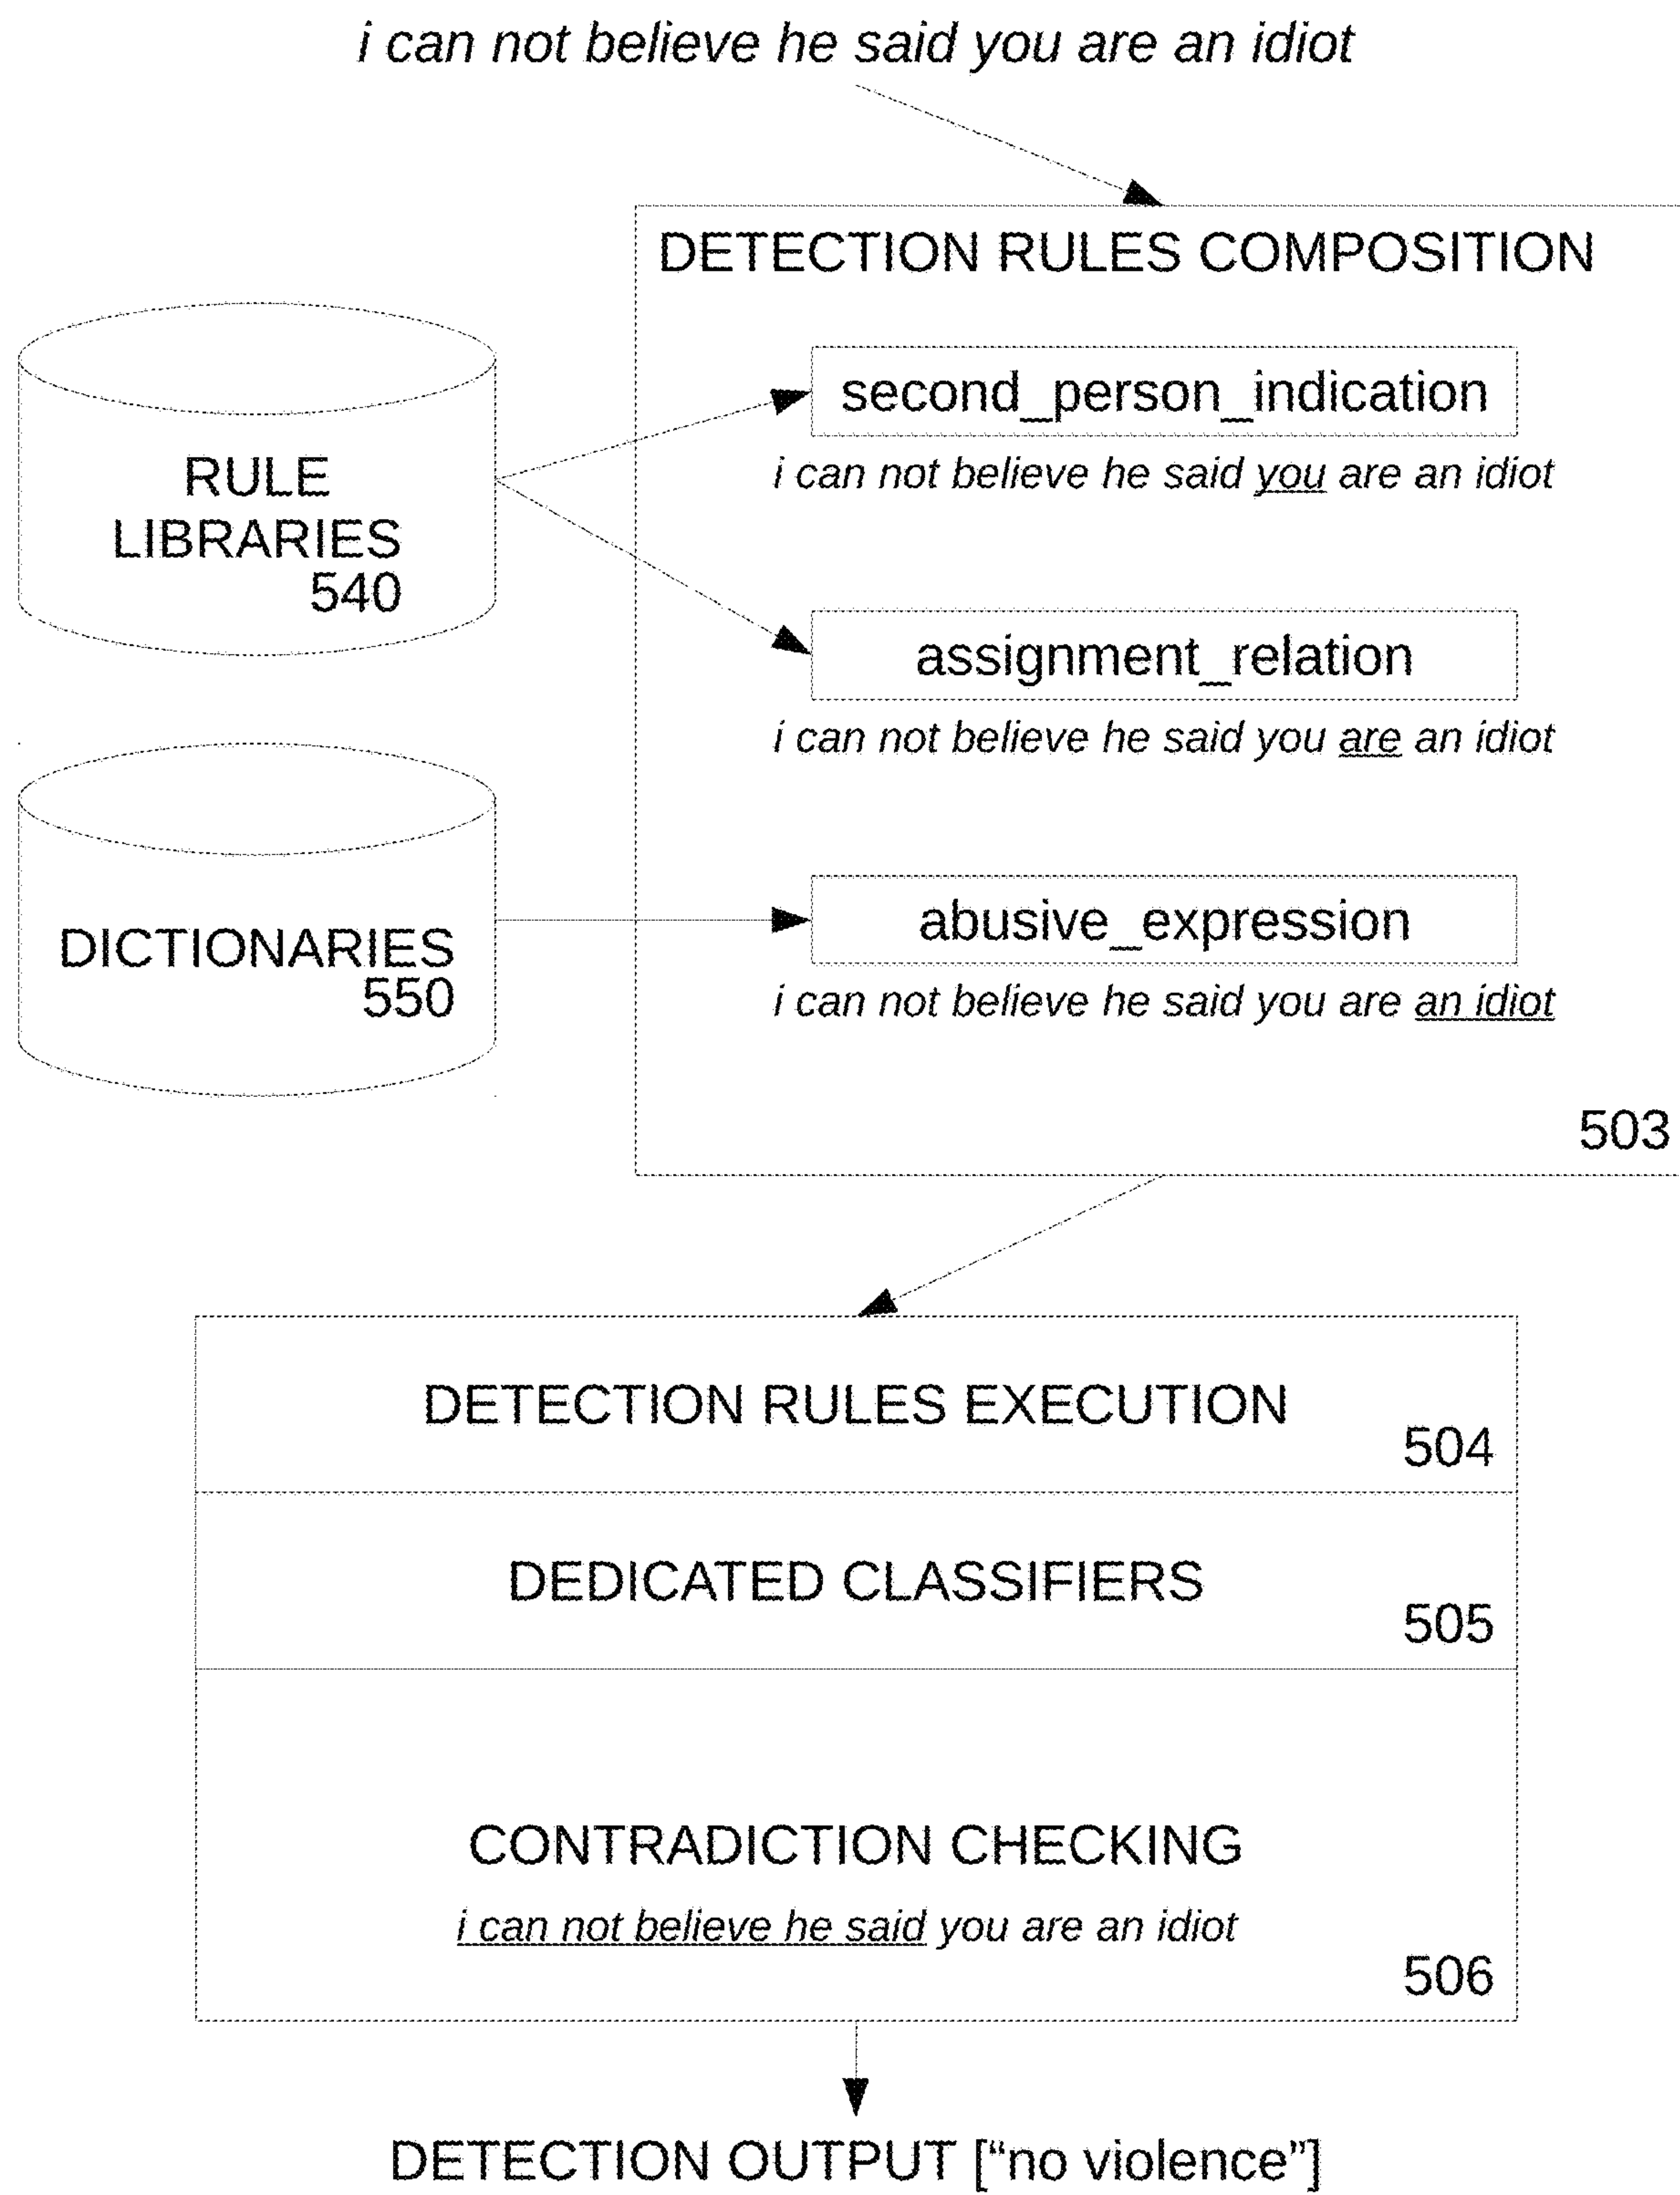 i can not believe he said you are an idiot
DETECTION RULES COMPOSITION
second_person_indication
i can not believe he said you are an idiot
RULE
LIBRARIES
540
assignment_relation
i can not believe he said you are an idiot
DICTIONARIES
550
abusive_expression
i can not believe he said you are an idiot
503
DETECTION RULES EXECUTION
504
DEDICATED CLASSIFIERS
505
CONTRADICTION CHECKING
i can not believe he said you are an idiot
506
DETECTION OUTPUT [“no violence”]